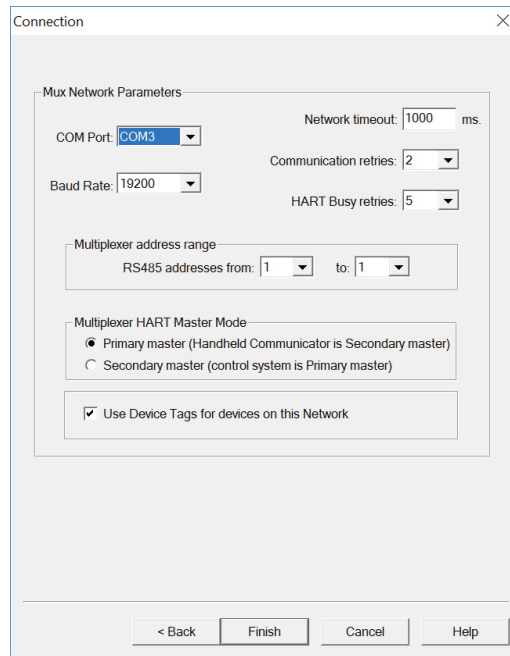 Connection
Mux Network Parameters
COM Port: COM3
Network timeout: 1000 ms.
Communication retries: 2
Baud Rate: 19200
HART Busy retries: 5
Multiplexer address range
RS485 addresses from: 1 to: 1
Multiplexer HART Master Mode
Primary master (Handheld Communicator is Secondary master)
Secondary master (control system is Primary master)
Use Device Tags for devices on this Network
< Back Finish Cancel Help